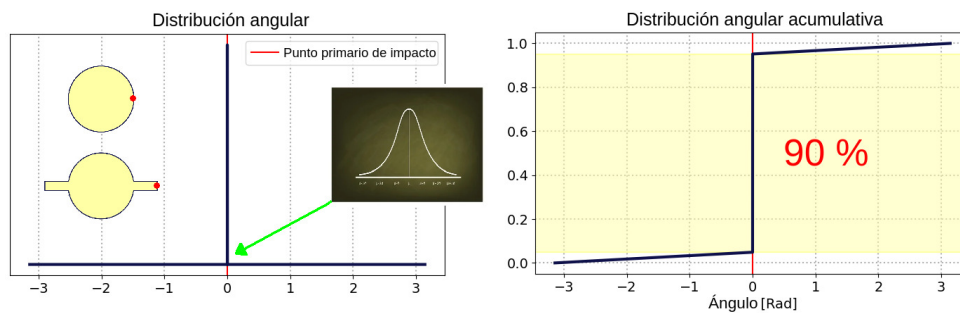 Distribución angular
Punto primario de impacto
−3 −2 −1 0 1 2 3
Distribución angular acumulativa
1.0
0.8
0.6
0.4
0.2
0.0
90 %
−3 −2 −1 0 1 2 3
Ángulo [Rad]